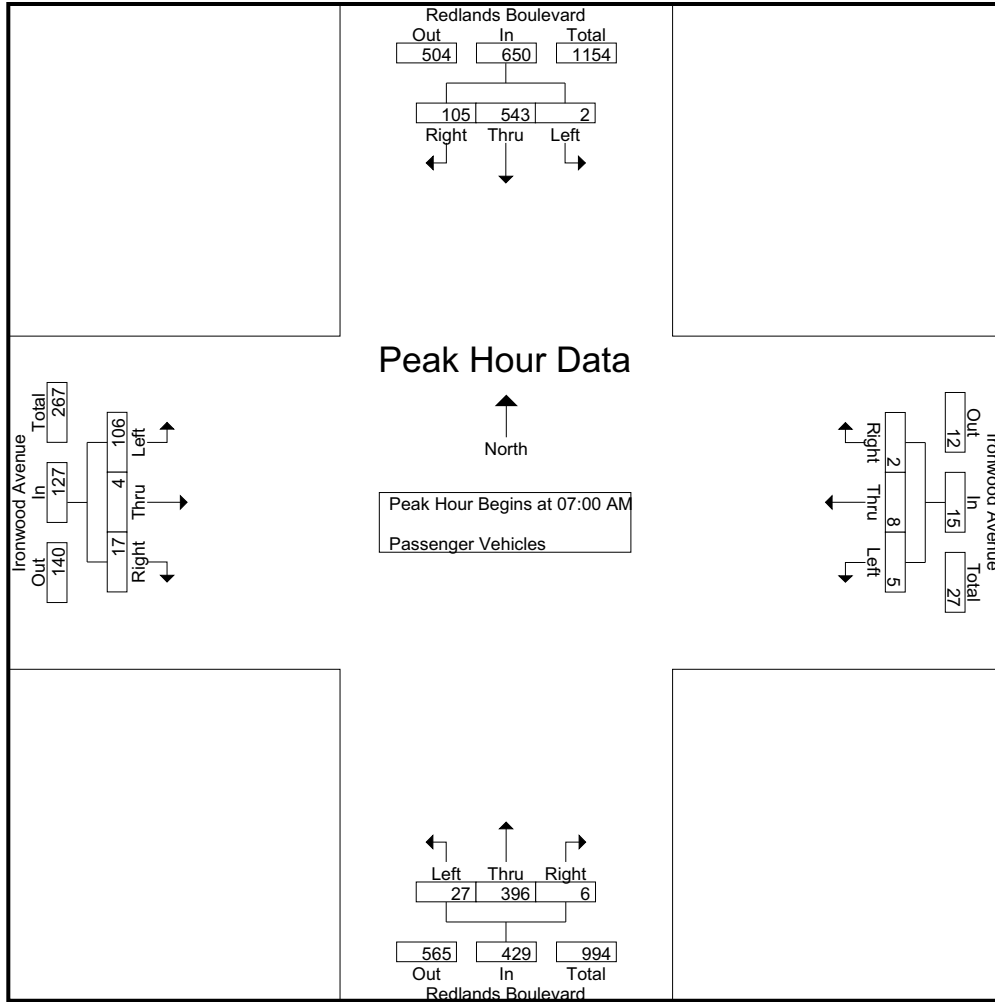 Redlands Boulevard
Out In Total
504 650 1154
105 543 2
Right Thru Left
Peak Hour Data
North
Peak Hour Begins at 07:00 AM
Passenger Vehicles
Ironwood Avenue
Total In Out
267 127 140
106 4 17
Left Thru Right
Ironwood Avenue
Out In Total
12 15 27
2 8 5
Right Thru Left
Left Thru Right
27 396 6
565 429 994
Out In Total
Redlands Boulevard